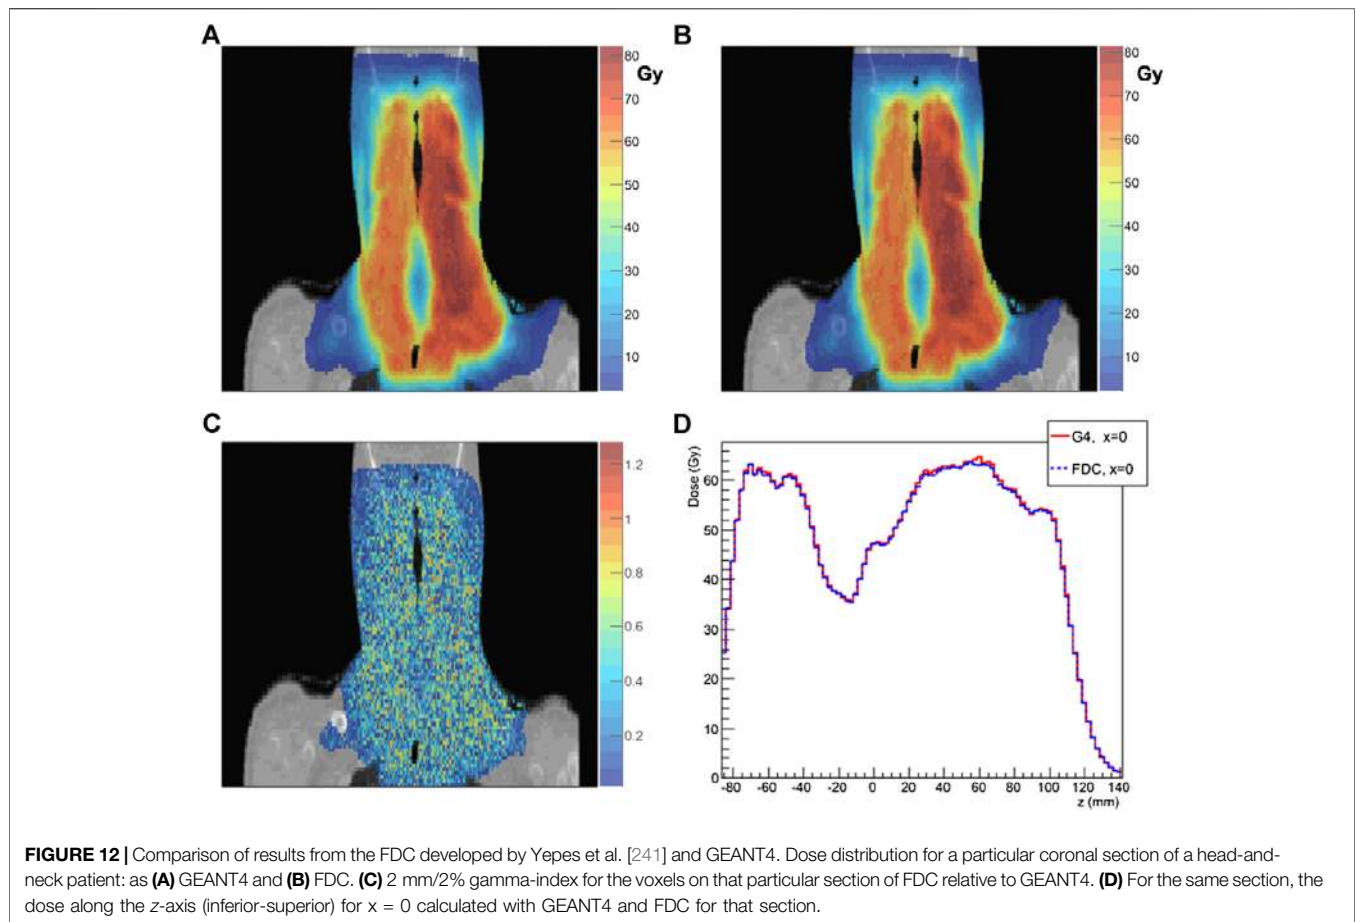 A
80
Gy
70
60
50
40
30
20
10
B
80
Gy
70
60
50
40
30
20
10
C
1.2
1
0.8
0.6
0.4
0.2
D
G4, x=0
FDC, x=0
Dose (Gy)
60
50
40
30
20
10
0
-80 -60 -40 -20 0 20 40 60 80 100 120 140
z (mm)
FIGURE 12 | Comparison of results from the FDC developed by Yepes et al. [241] and GEANT4. Dose distribution for a particular coronal section of a head-and-
neck patient: as (A) GEANT4 and (B) FDC. (C) 2 mm/2% gamma-index for the voxels on that particular section of FDC relative to GEANT4. (D) For the same section, the
dose along the z-axis (inferior-superior) for x = 0 calculated with GEANT4 and FDC for that section.